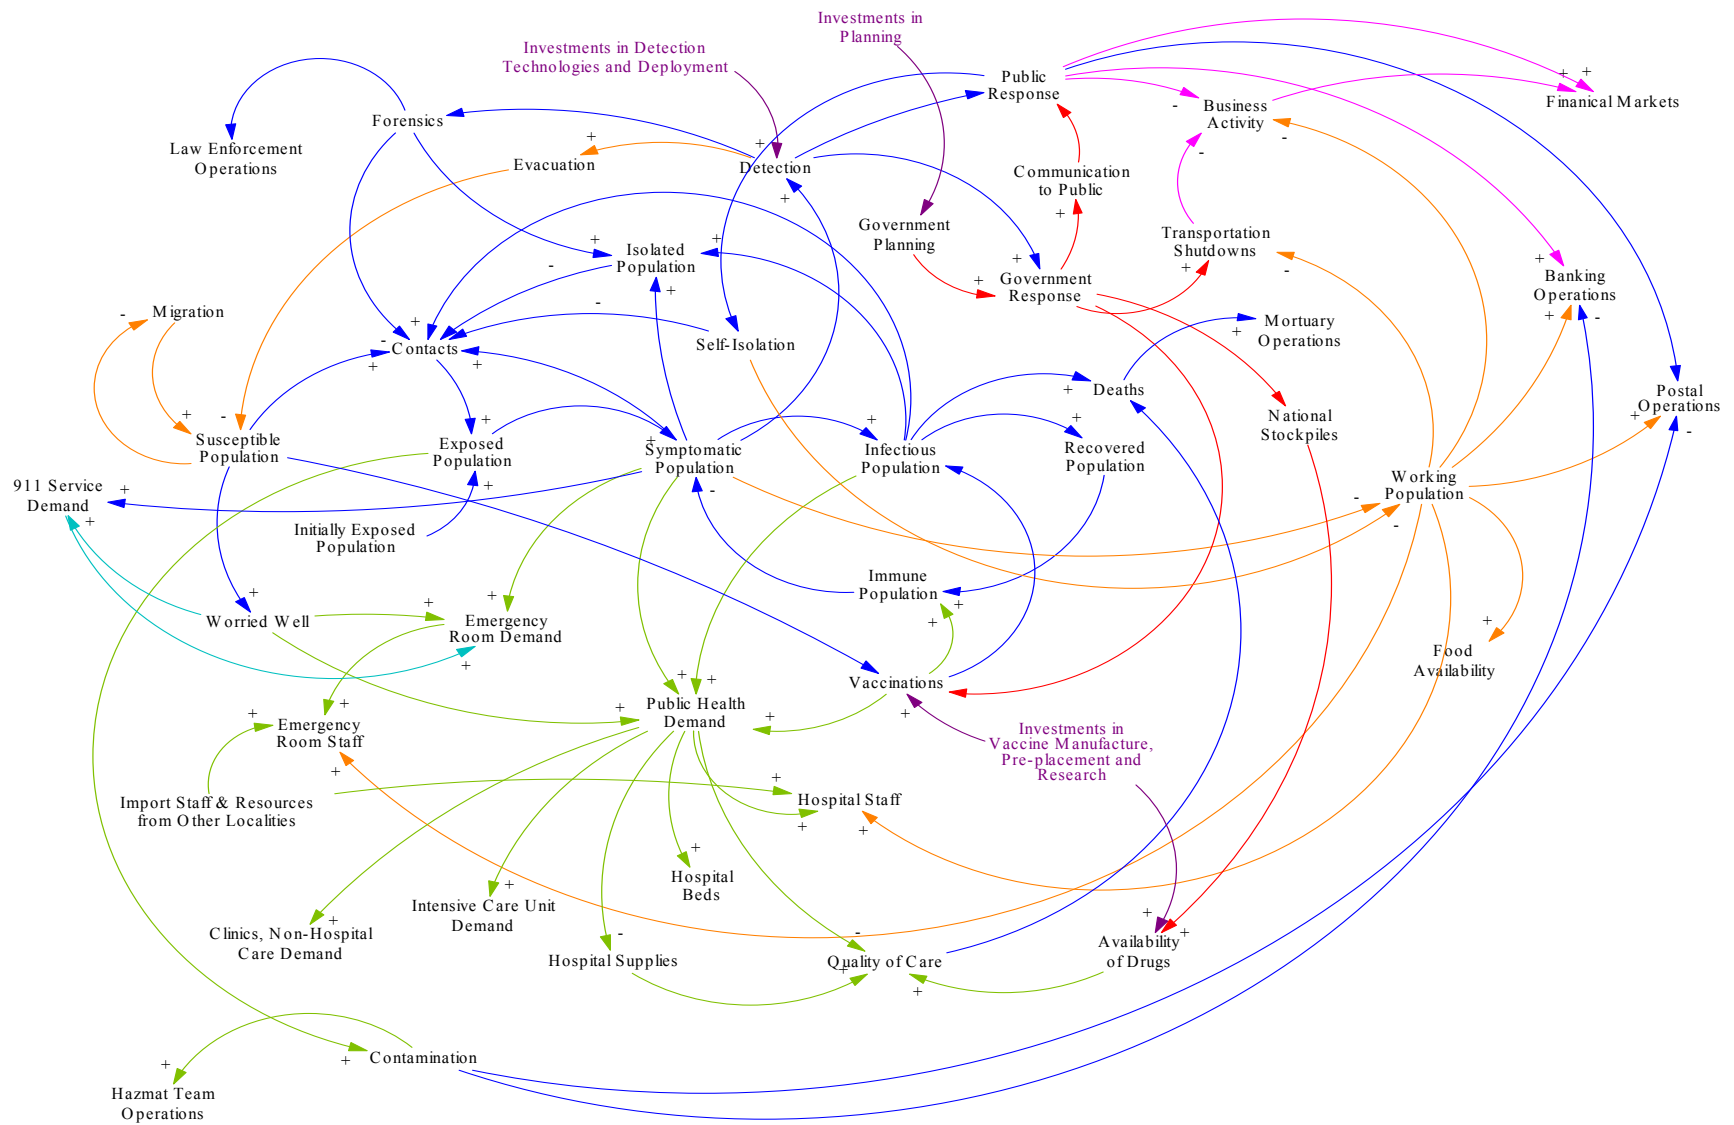 Investments in
Planning
Investments in Detection
Technologies and Deployment
Public
Response
+
+
Finanical Markets
-
Business
Activity
Forensics
Law Enforcement
Operations
+
Evacuation
+
Detection
+
-
-
Communication
to Public
+
Government
Planning
Transportation
Shutdowns
+
-
+
Isolated
Population
+
-
+
+
Government
Response
+
+
Banking
Operations
+
-
-
Migration
-
+
-
Contacts
+
+
-
Self-Isolation
Mortuary
Operations
+
+
Deaths
Postal
Operations
+
-
+
-
Susceptible
Population
+
Exposed
Population
+
+
Symptomatic
Population
-
+
Infectious
Population
+
Recovered
Population
National
Stockpiles
Working
Population
-
-
911 Service
Demand
+
+
Initially Exposed
Population
Immune
Population
+
+
+
Worried Well
+
+
Emergency
Room Demand
+
+
Food
Availability
Vaccinations
+
+
+
Public Health
Demand
+
+
Investments in
Vaccine Manufacture,
Pre-placement and
Research
+
+
Emergency
Room Staff
+
Import Staff & Resources
from Other Localities
+
Hospital Staff
+
+
+
Hospital
Beds
+
Intensive Care Unit
Demand
+
Clinics, Non-Hospital
Care Demand
-
Hospital Supplies
-
Quality of Care
+
+
+
+
Availability
of Drugs
+
Contamination
+
Hazmat Team
Operations